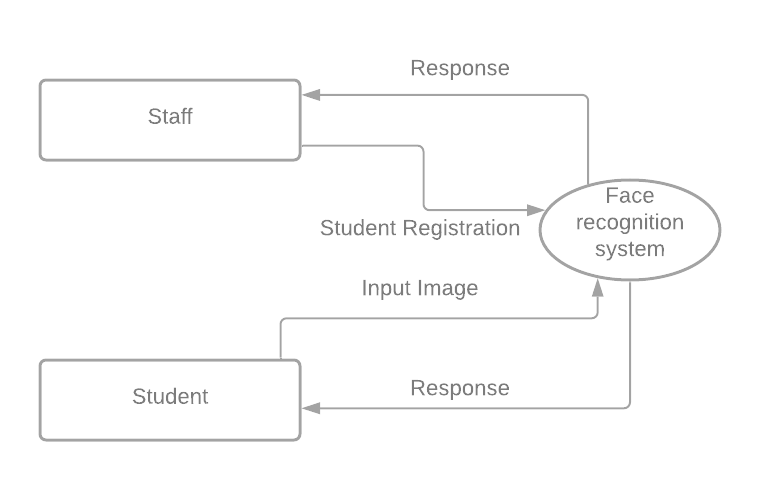 Response
Staff
Face
recognition
system
Student Registration
Input Image
Student
Response